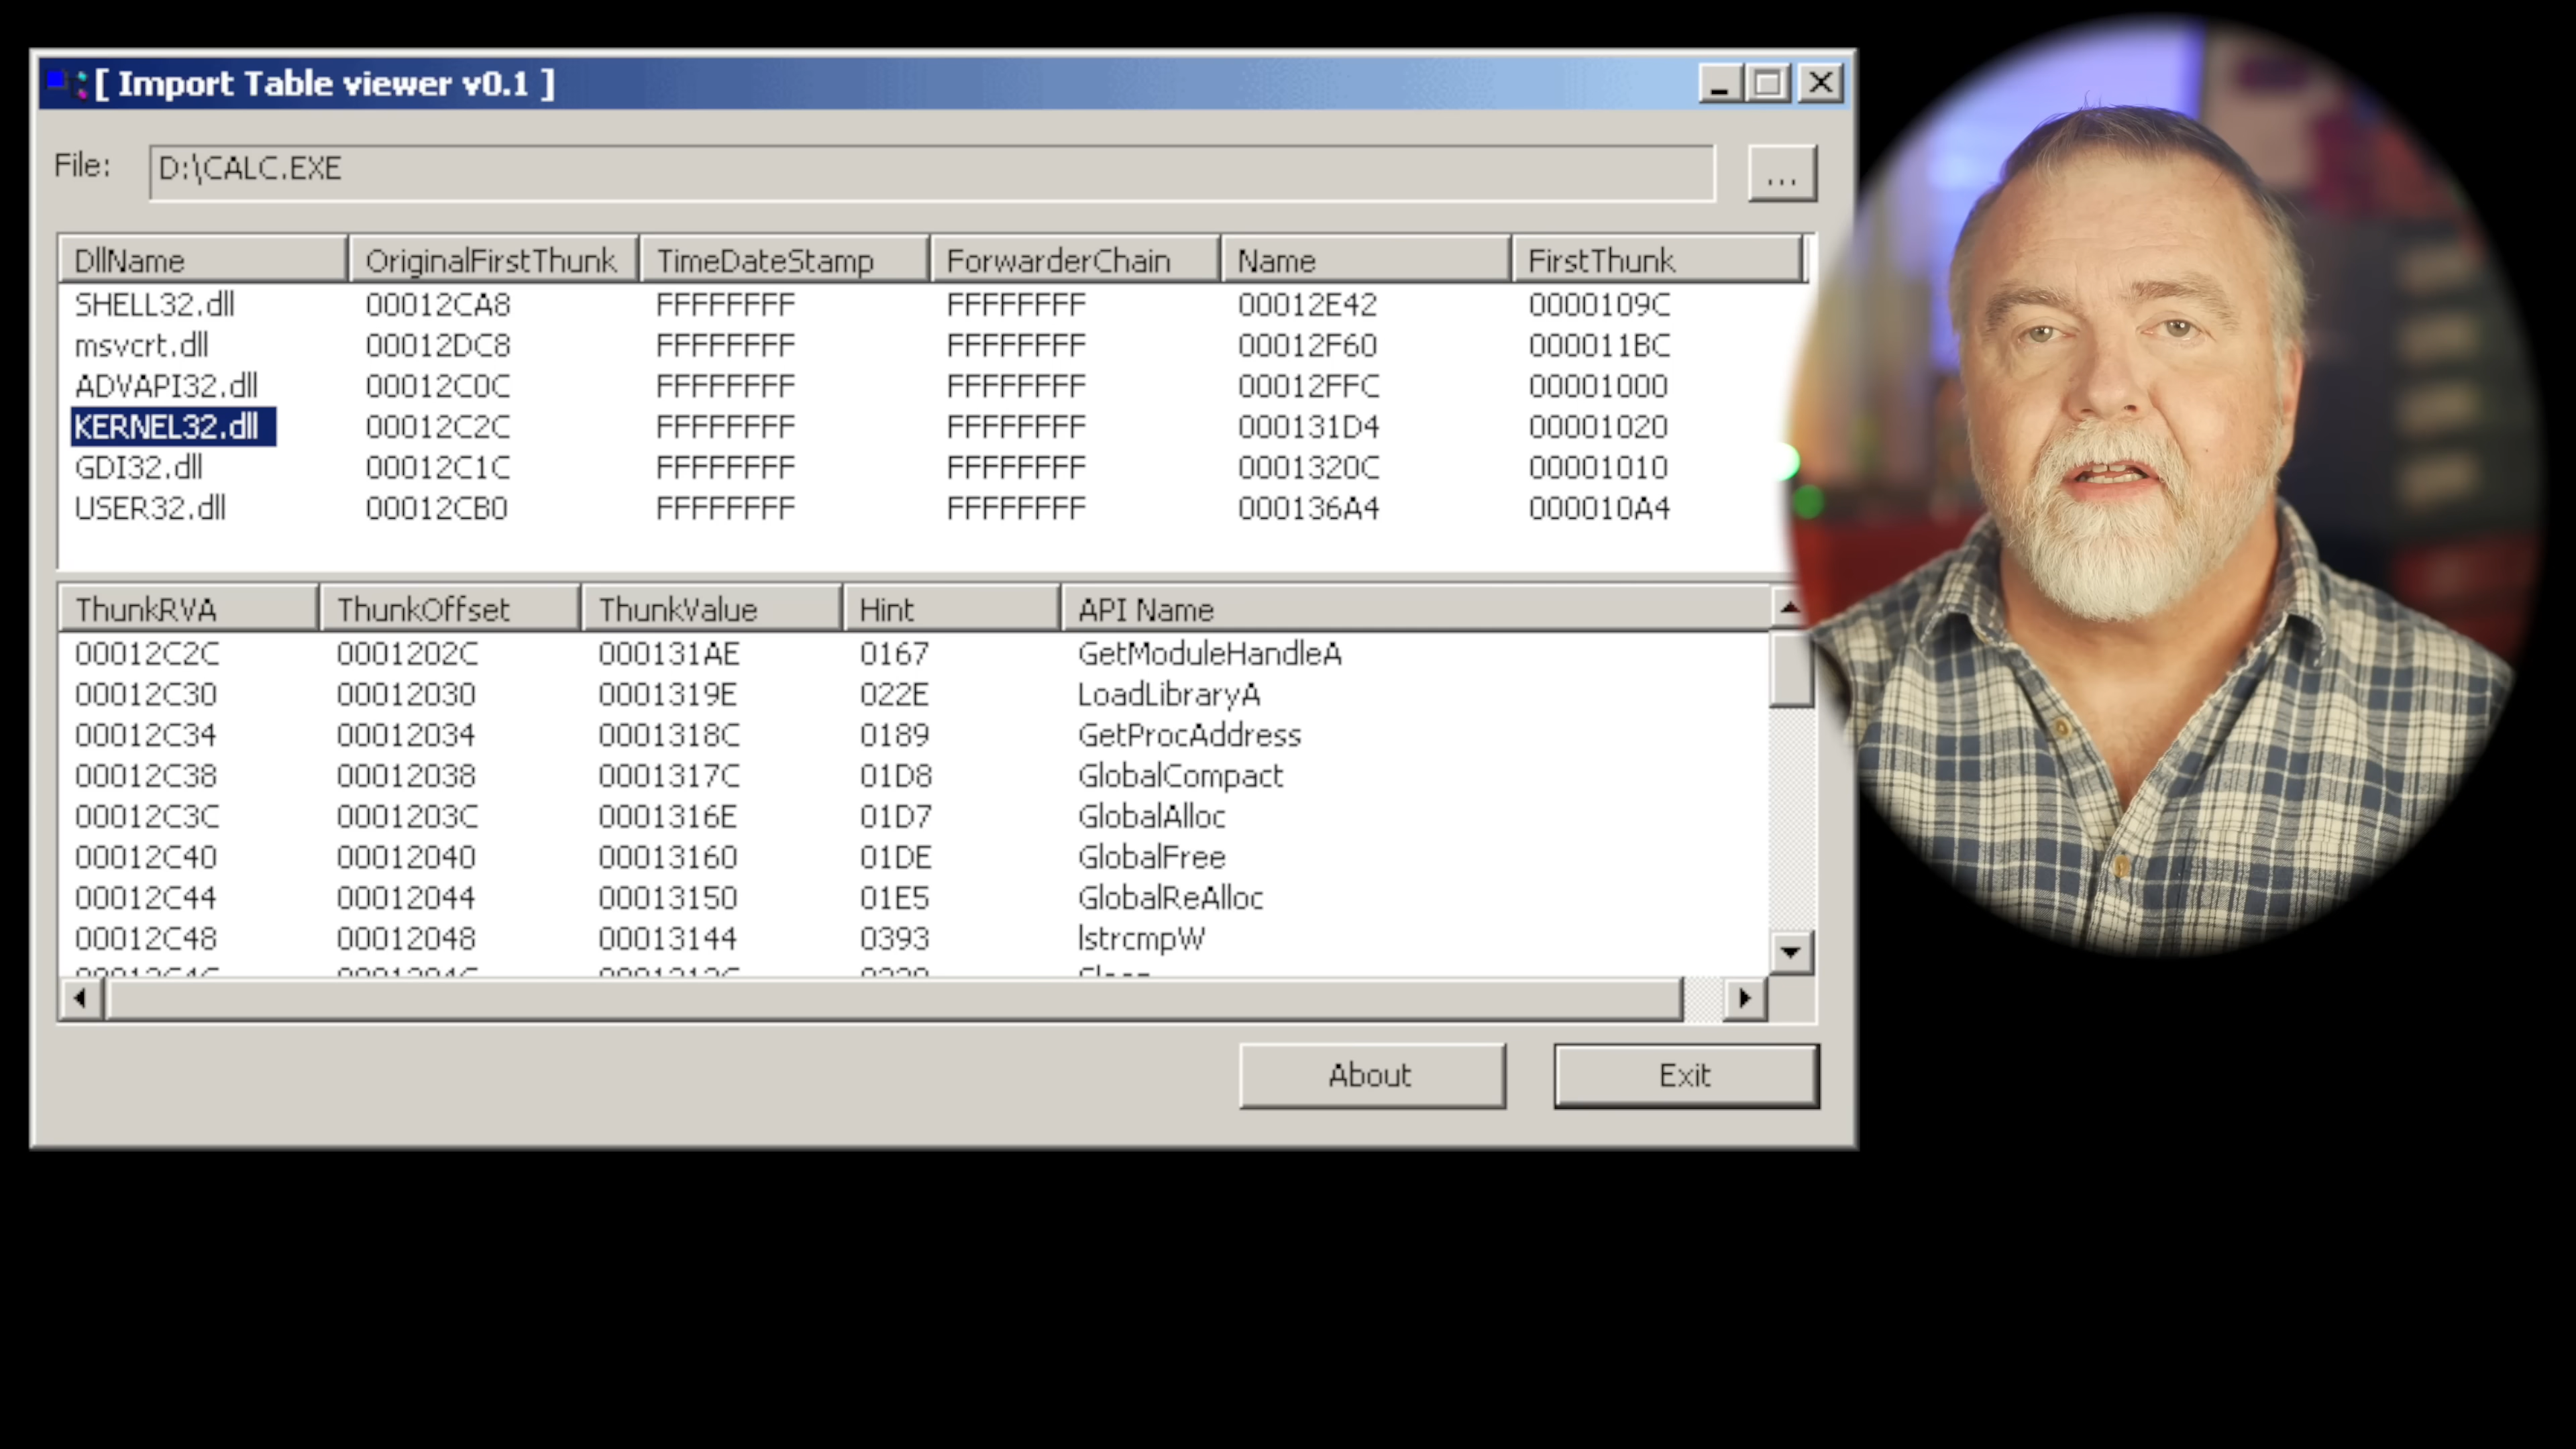 [ Import Table viewer v0.1 ]
File: D:\CALC.EXE ...
DllName OriginalFirstThunk TimeDateStamp ForwarderChain Name FirstThunk
SHELL32.dll 00012CA8 FFFFFFFF FFFFFFFF 00012E42 0000109C
msvcrt.dll 00012DC8 FFFFFFFF FFFFFFFF 00012F60 000011BC
ADVAPI32.dll 00012C0C FFFFFFFF FFFFFFFF 00012FFC 00001000
KERNEL32.dll 00012C2C FFFFFFFF FFFFFFFF 000131D4 00001020
GDI32.dll 00012C1C FFFFFFFF FFFFFFFF 0001320C 00001010
USER32.dll 00012CB0 FFFFFFFF FFFFFFFF 000136A4 000010A4
ThunkRVA ThunkOffset ThunkValue Hint API Name
00012C2C 0001202C 000131AE 0167 GetModuleHandleA
00012C30 00012030 0001319E 022E LoadLibraryA
00012C34 00012034 0001318C 0189 GetProcAddress
00012C38 00012038 0001317C 01D8 GlobalCompact
00012C3C 0001203C 0001316E 01D7 GlobalAlloc
00012C40 00012040 00013160 01DE GlobalFree
00012C44 00012044 00013150 01E5 GlobalReAlloc
00012C48 00012048 00013144 0393 lstrcmpW
About Exit